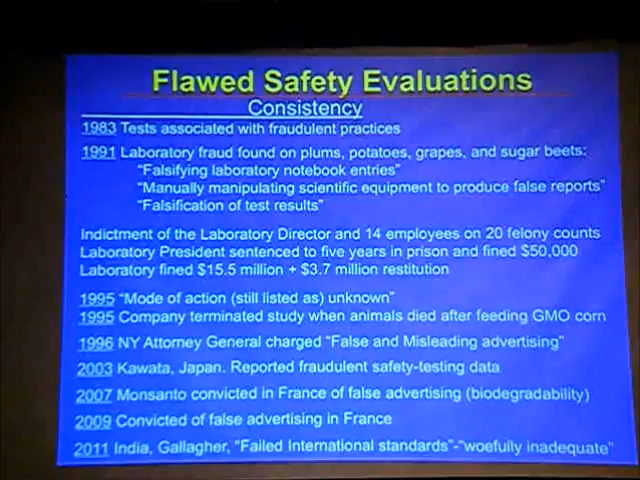 Flawed Safety Evaluations
Consistency
1983 Tests associated with fraudulent practices
1991 Laboratory fraud found on plums, potatoes, grapes, and sugar beets:
"Falsifying laboratory notebook entries"
"Manually manipulating scientific equipment to produce false reports"
"Falsification of test results"
Indictment of the Laboratory Director and 14 employees on 20 felony counts
Laboratory President sentenced to five years in prison and fined $50,000
Laboratory fined $15.5 million + $3.7 million restitution
1995 "Mode of action (still listed as) unknown"
1995 Company terminated study when animals died after feeding GMO corn
1996 NY Attorney General charged "False and Misleading advertising"
2003 Kawata, Japan. Reported fraudulent safety-testing data
2007 Monsanto convicted in France of false advertising (biodegradability)
2009 Convicted of false advertising in France
2011 India, Gallagher, "Failed International standards"-"woefully inadequate"